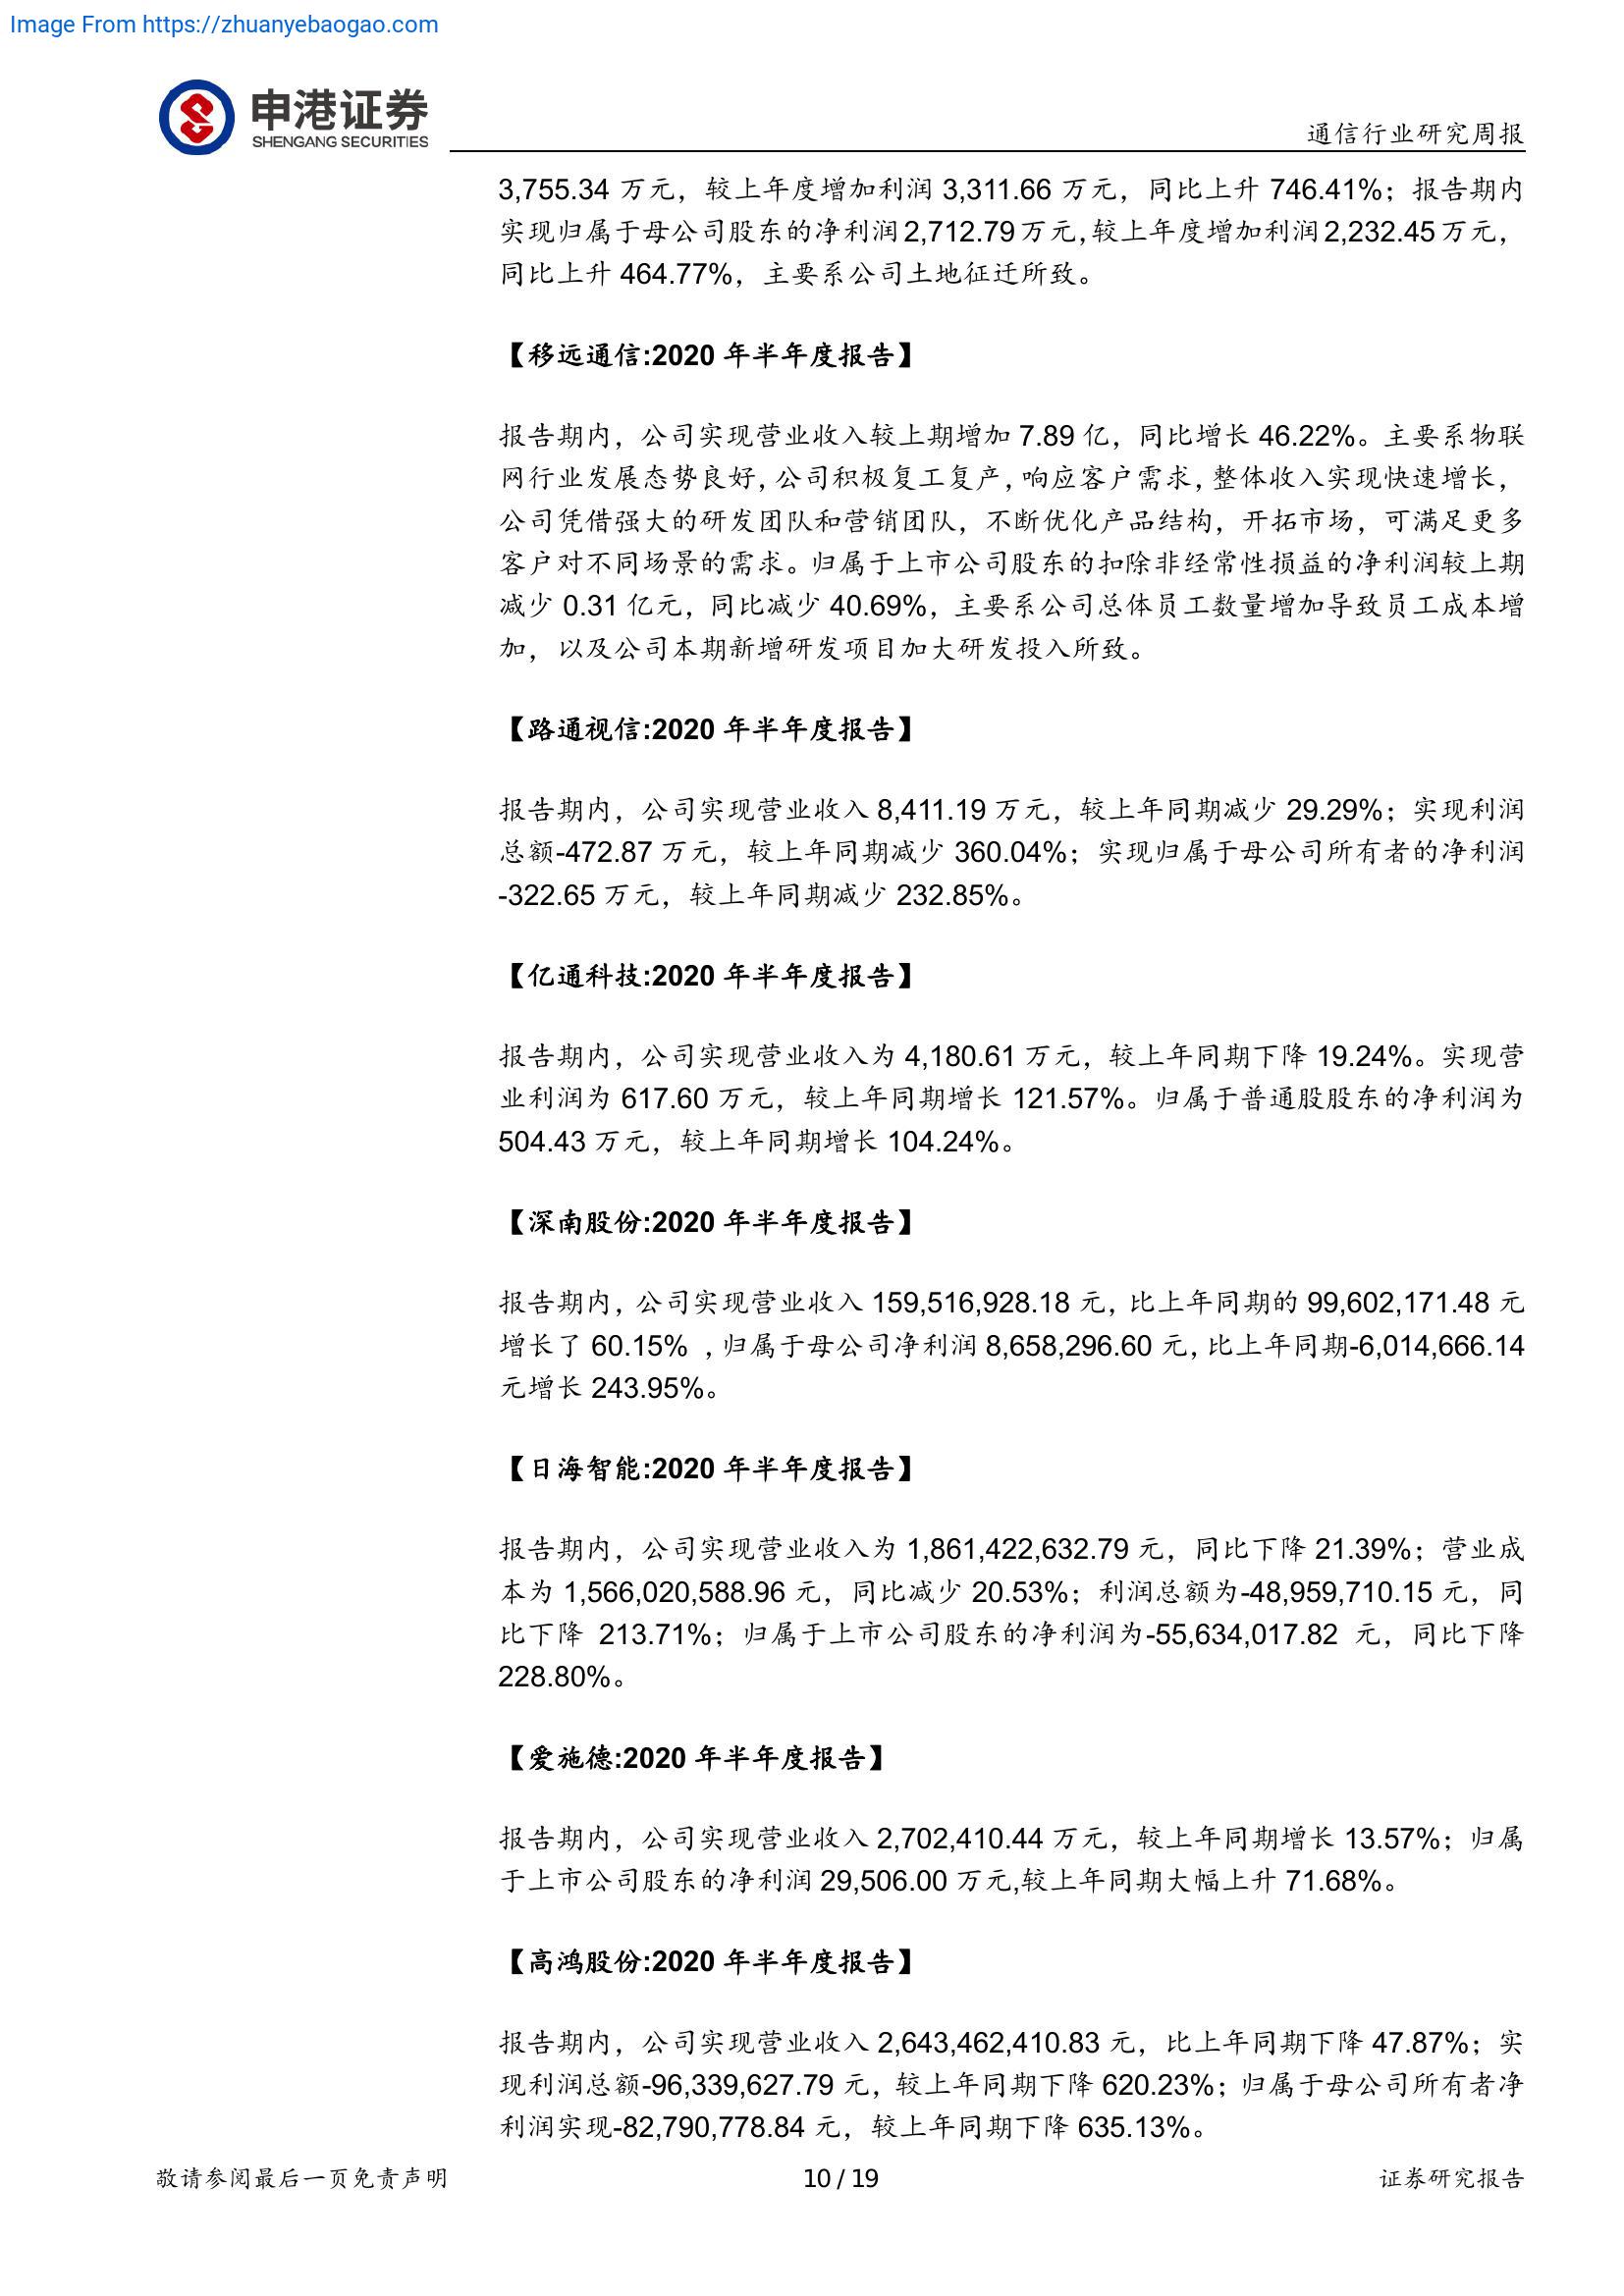 Image From https://zhuanyebaogao.com
申港证券
SHENGANG SECURITIES
通信行业研究周报
3,755.34 万元，较上年度增加利润 3,311.66 万元，同比上升 746.41%；报告期内
实现归属于母公司股东的净利润 2,712.79 万元，较上年度增加利润 2,232.45 万元，
同比上升 464.77%，主要系公司土地征迁所致。
【移远通信:2020 年半年度报告】
报告期内，公司实现营业收入较上期增加 7.89 亿，同比增长 46.22%。主要系物联
网行业发展态势良好，公司积极复工复产，响应客户需求，整体收入实现快速增长，
公司凭借强大的研发团队和营销团队，不断优化产品结构，开拓市场，可满足更多
客户对不同场景的需求。归属于上市公司股东的扣除非经常性损益的净利润较上期
减少 0.31 亿元，同比减少 40.69%，主要系公司总体员工数量增加导致员工成本增
加，以及公司本期新增研发项目加大研发投入所致。
【路通视信:2020 年半年度报告】
报告期内，公司实现营业收入 8,411.19 万元，较上年同期减少 29.29%；实现利润
总额-472.87 万元，较上年同期减少 360.04%；实现归属于母公司所有者的净利润
-322.65 万元，较上年同期减少 232.85%。
【亿通科技:2020 年半年度报告】
报告期内，公司实现营业收入为 4,180.61 万元，较上年同期下降 19.24%。实现营
业利润为 617.60 万元，较上年同期增长 121.57%。归属于普通股股东的净利润为
504.43 万元，较上年同期增长 104.24%。
【深南股份:2020 年半年度报告】
报告期内，公司实现营业收入 159,516,928.18 元，比上年同期的 99,602,171.48 元
增长了 60.15% ，归属于母公司净利润 8,658,296.60 元，比上年同期-6,014,666.14
元增长 243.95%。
【日海智能:2020 年半年度报告】
报告期内，公司实现营业收入为 1,861,422,632.79 元，同比下降 21.39%；营业成
本为 1,566,020,588.96 元，同比减少 20.53%；利润总额为-48,959,710.15 元，同
比下降 213.71%；归属于上市公司股东的净利润为-55,634,017.82 元，同比下降
228.80%。
【爱施德:2020 年半年度报告】
报告期内，公司实现营业收入 2,702,410.44 万元，较上年同期增长 13.57%；归属
于上市公司股东的净利润 29,506.00 万元,较上年同期大幅上升 71.68%。
【高鸿股份:2020 年半年度报告】
报告期内，公司实现营业收入 2,643,462,410.83 元，比上年同期下降 47.87%；实
现利润总额-96,339,627.79 元，较上年同期下降 620.23%；归属于母公司所有者净
利润实现-82,790,778.84 元，较上年同期下降 635.13%。
敬请参阅最后一页免责声明
10 / 19
证券研究报告